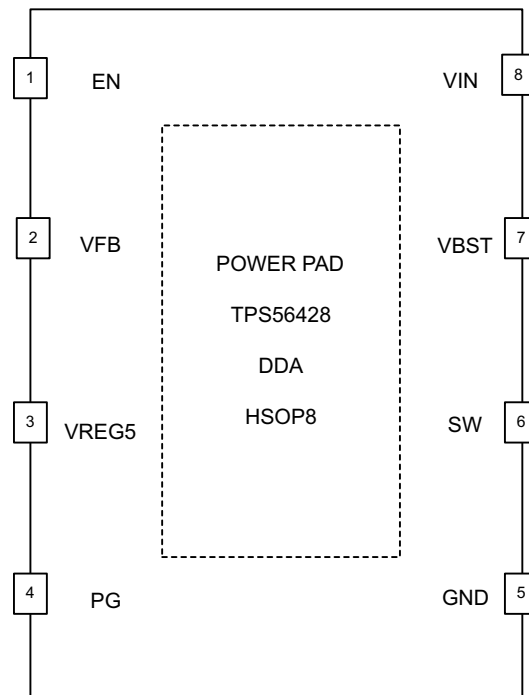 1 EN VIN 8
2 VFB VBST 7
POWER PAD
TPS56428
DDA
HSOP8
3 VREG5 SW 6
4 PG GND 5